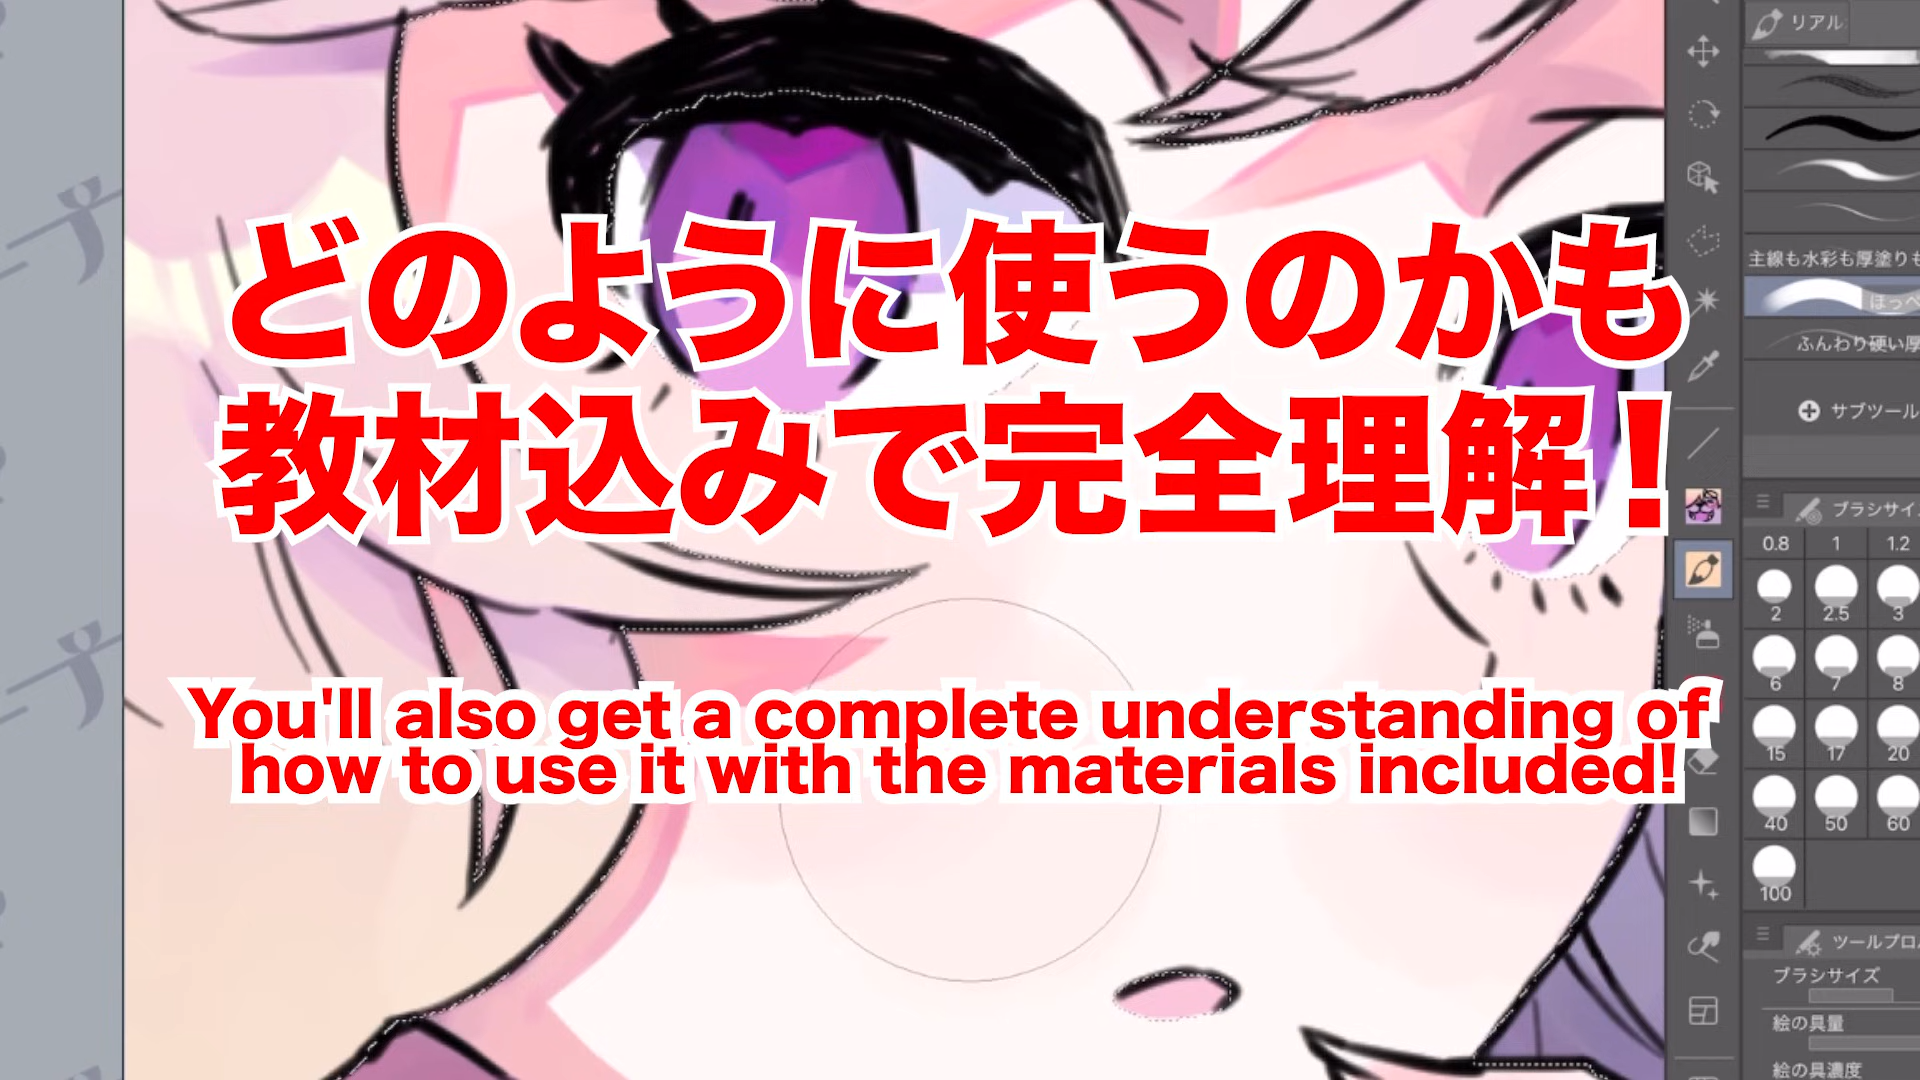 どのように使うのかも
教材込みで完全理解！
You'll also get a complete understanding of
how to use it with the materials included!
リアル
主線も水彩も厚塗りも
ほっぺ
ふんわり硬い厚
サブツール
ブラシサイ
0.8 1 1.2
2 2.5 3
6 7 8
15 17 20
40 50 60
100
ツールプロ
ブラシサイズ
絵の具量
絵の具濃度